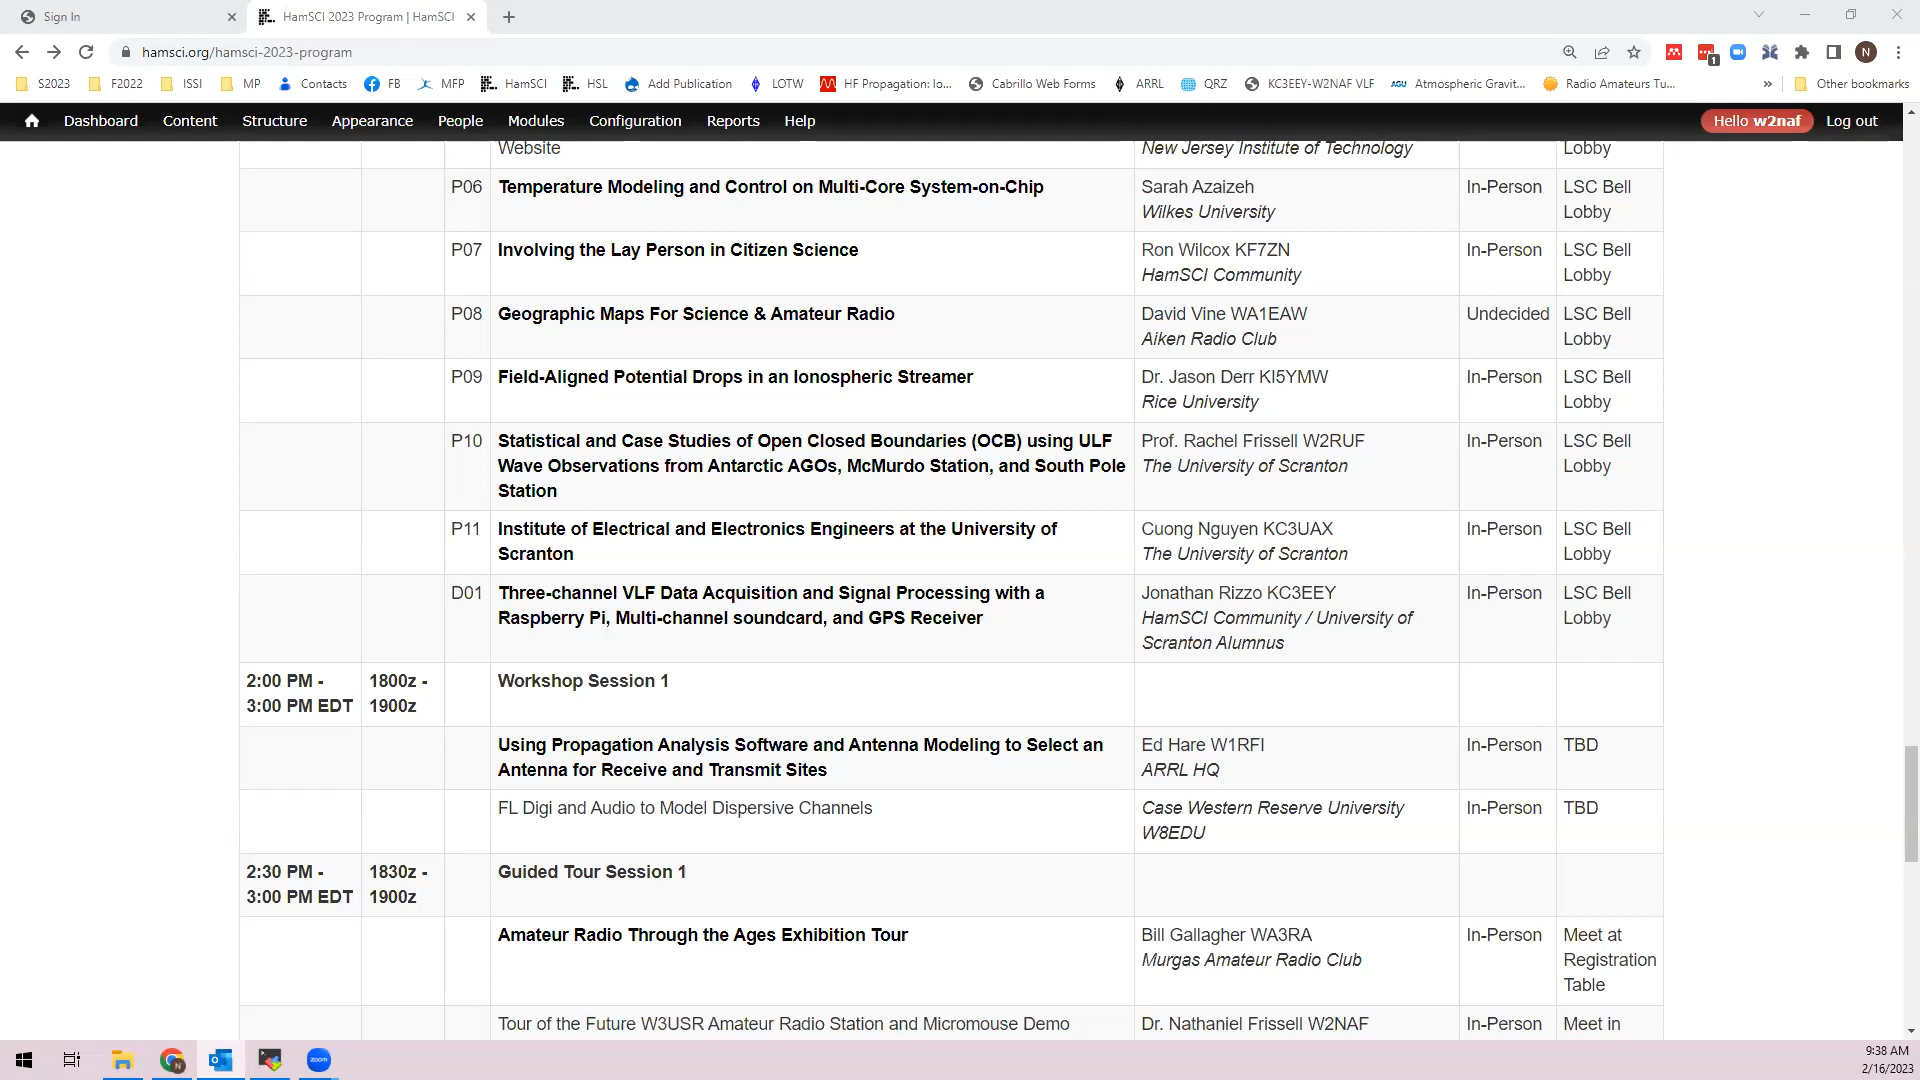 Sign In
HamSCI 2023 Program | HamSCI
hamsci.org/hamsci-2023-program
1
N
S2023
F2022
ISSI
MP
Contacts
FB
MFP
HamSCI
HSL
Add Publication
LOTW
HF Propagation: Io...
Cabrillo Web Forms
ARRL
QRZ
KC3EEY-W2NAF VLF
AGU Atmospheric Gravit...
Radio Amateurs Tu...
Other bookmarks
Dashboard
Content
Structure
Appearance
People
Modules
Configuration
Reports
Help
Hello w2naf
Log out
Website
New Jersey Institute of Technology
Lobby
P06
Temperature Modeling and Control on Multi-Core System-on-Chip
Sarah Azaizeh
Wilkes University
In-Person
LSC Bell
Lobby
P07
Involving the Lay Person in Citizen Science
Ron Wilcox KF7ZN
HamSCI Community
In-Person
LSC Bell
Lobby
P08
Geographic Maps For Science & Amateur Radio
David Vine WA1EAW
Aiken Radio Club
Undecided
LSC Bell
Lobby
P09
Field-Aligned Potential Drops in an Ionospheric Streamer
Dr. Jason Derr KI5YMW
Rice University
In-Person
LSC Bell
Lobby
P10
Statistical and Case Studies of Open Closed Boundaries (OCB) using ULF
Wave Observations from Antarctic AGOs, McMurdo Station, and South Pole
Station
Prof. Rachel Frissell W2RUF
The University of Scranton
In-Person
LSC Bell
Lobby
P11
Institute of Electrical and Electronics Engineers at the University of
Scranton
Cuong Nguyen KC3UAX
The University of Scranton
In-Person
LSC Bell
Lobby
D01
Three-channel VLF Data Acquisition and Signal Processing with a
Raspberry Pi, Multi-channel soundcard, and GPS Receiver
Jonathan Rizzo KC3EEY
HamSCI Community / University of
Scranton Alumnus
In-Person
LSC Bell
Lobby
2:00 PM -
3:00 PM EDT
1800z -
1900z
Workshop Session 1
Using Propagation Analysis Software and Antenna Modeling to Select an
Antenna for Receive and Transmit Sites
Ed Hare W1RFI
ARRL HQ
In-Person
TBD
FL Digi and Audio to Model Dispersive Channels
Case Western Reserve University
W8EDU
In-Person
TBD
2:30 PM -
3:00 PM EDT
1830z -
1900z
Guided Tour Session 1
Amateur Radio Through the Ages Exhibition Tour
Bill Gallagher WA3RA
Murgas Amateur Radio Club
In-Person
Meet at
Registration
Table
Tour of the Future W3USR Amateur Radio Station and Micromouse Demo
Dr. Nathaniel Frissell W2NAF
In-Person
Meet in
zoom
9:38 AM
2/16/2023